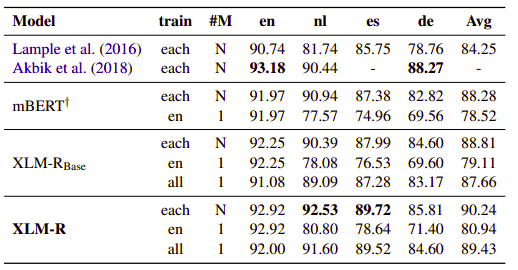 Model train #M en nl es de Avg
Lample et al. (2016) each N 90.74 81.74 85.75 78.76 84.25
Akbik et al. (2018) each N 93.18 90.44 - 88.27 -
mBERT† each N 91.97 90.94 87.38 82.82 88.28
en 1 91.97 77.57 74.96 69.56 78.52
XLM-RBase each N 92.25 90.39 87.99 84.60 88.81
en 1 92.25 78.08 76.53 69.60 79.11
all 1 91.08 89.09 87.28 83.17 87.66
XLM-R each N 92.92 92.53 89.72 85.81 90.24
en 1 92.92 80.80 78.64 71.40 80.94
all 1 92.00 91.60 89.52 84.60 89.43